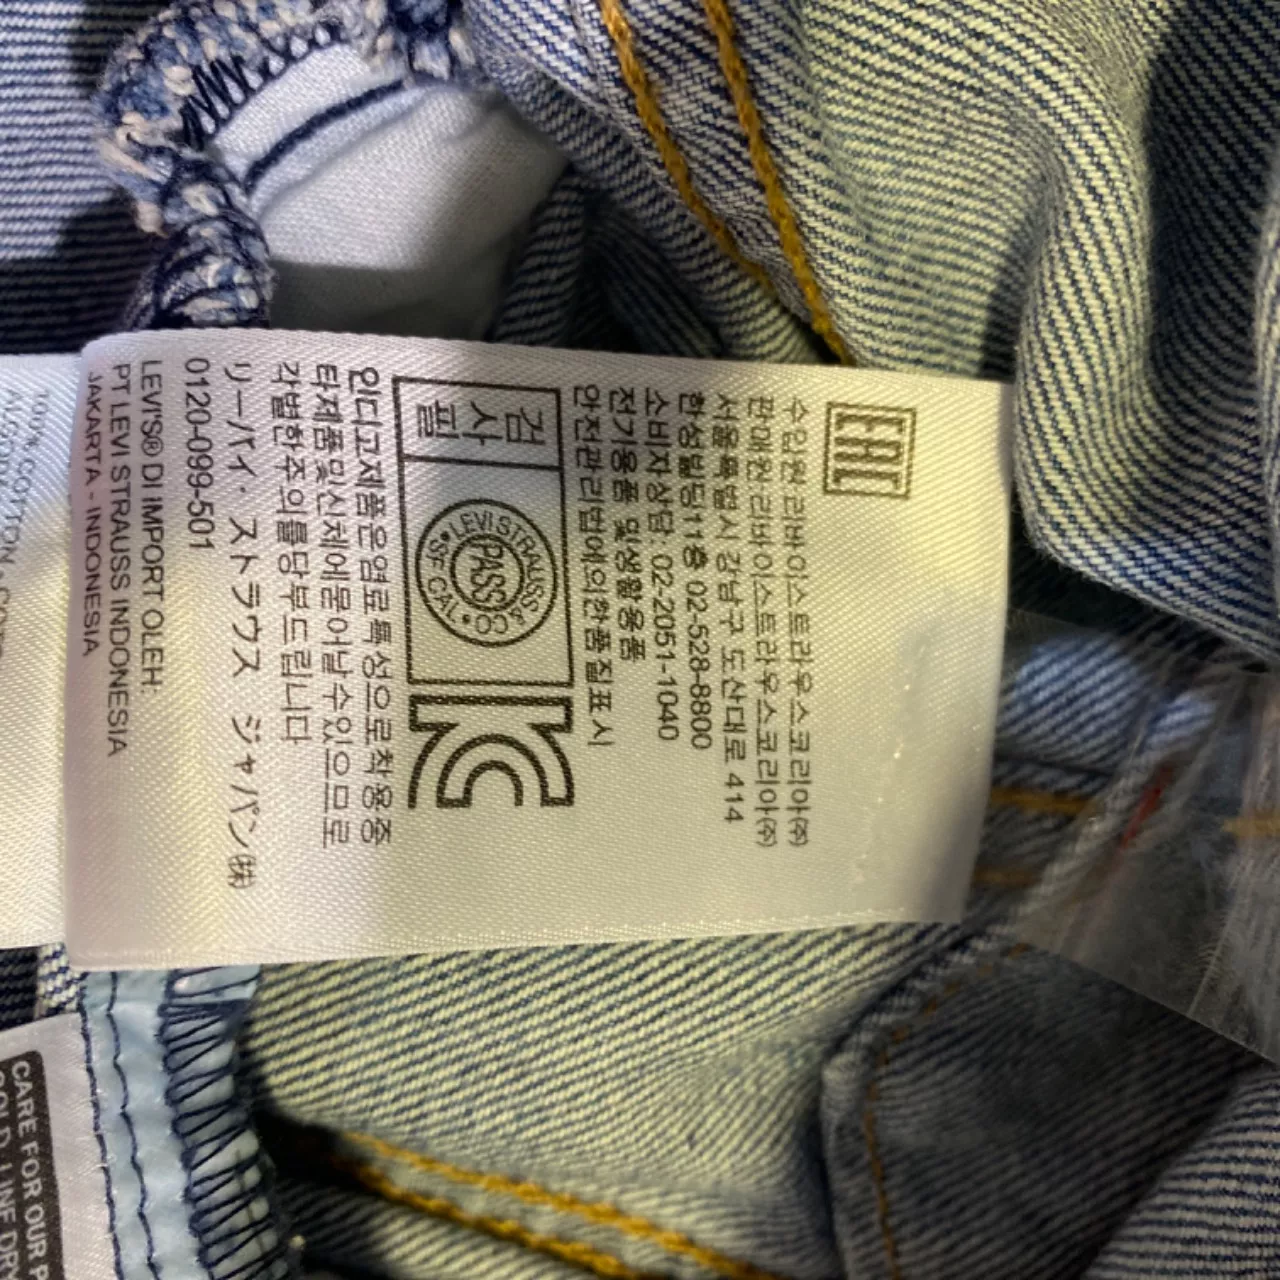 EAC
수입원 리바이스트라우스코리아(주)
판매원 리바이스트라우스코리아(주)
서울특별시 강남구 도산대로 414
한성빌딩11층 02-528-8800
소비자상담 02-2051-1040
전기용품 및생활용품
안전관리법에의한품질표시
검사
필
LEVI STRAUSS & CO • S.F. CAL •
PASS
KC
인디고제품은염료특성으로착용중
타제품및신체에물어날수있으므로
각별한주의를당부드립니다
リーバイ・ストラウス ジャパン㈱
0120-099-501
LEVI'S® DI IMPORT OLEH:
PT LEVI STRAUSS INDONESIA
JAKARTA - INDONESIA
100% COTTON
CARE FOR OUR P
COLD, LINE DRY